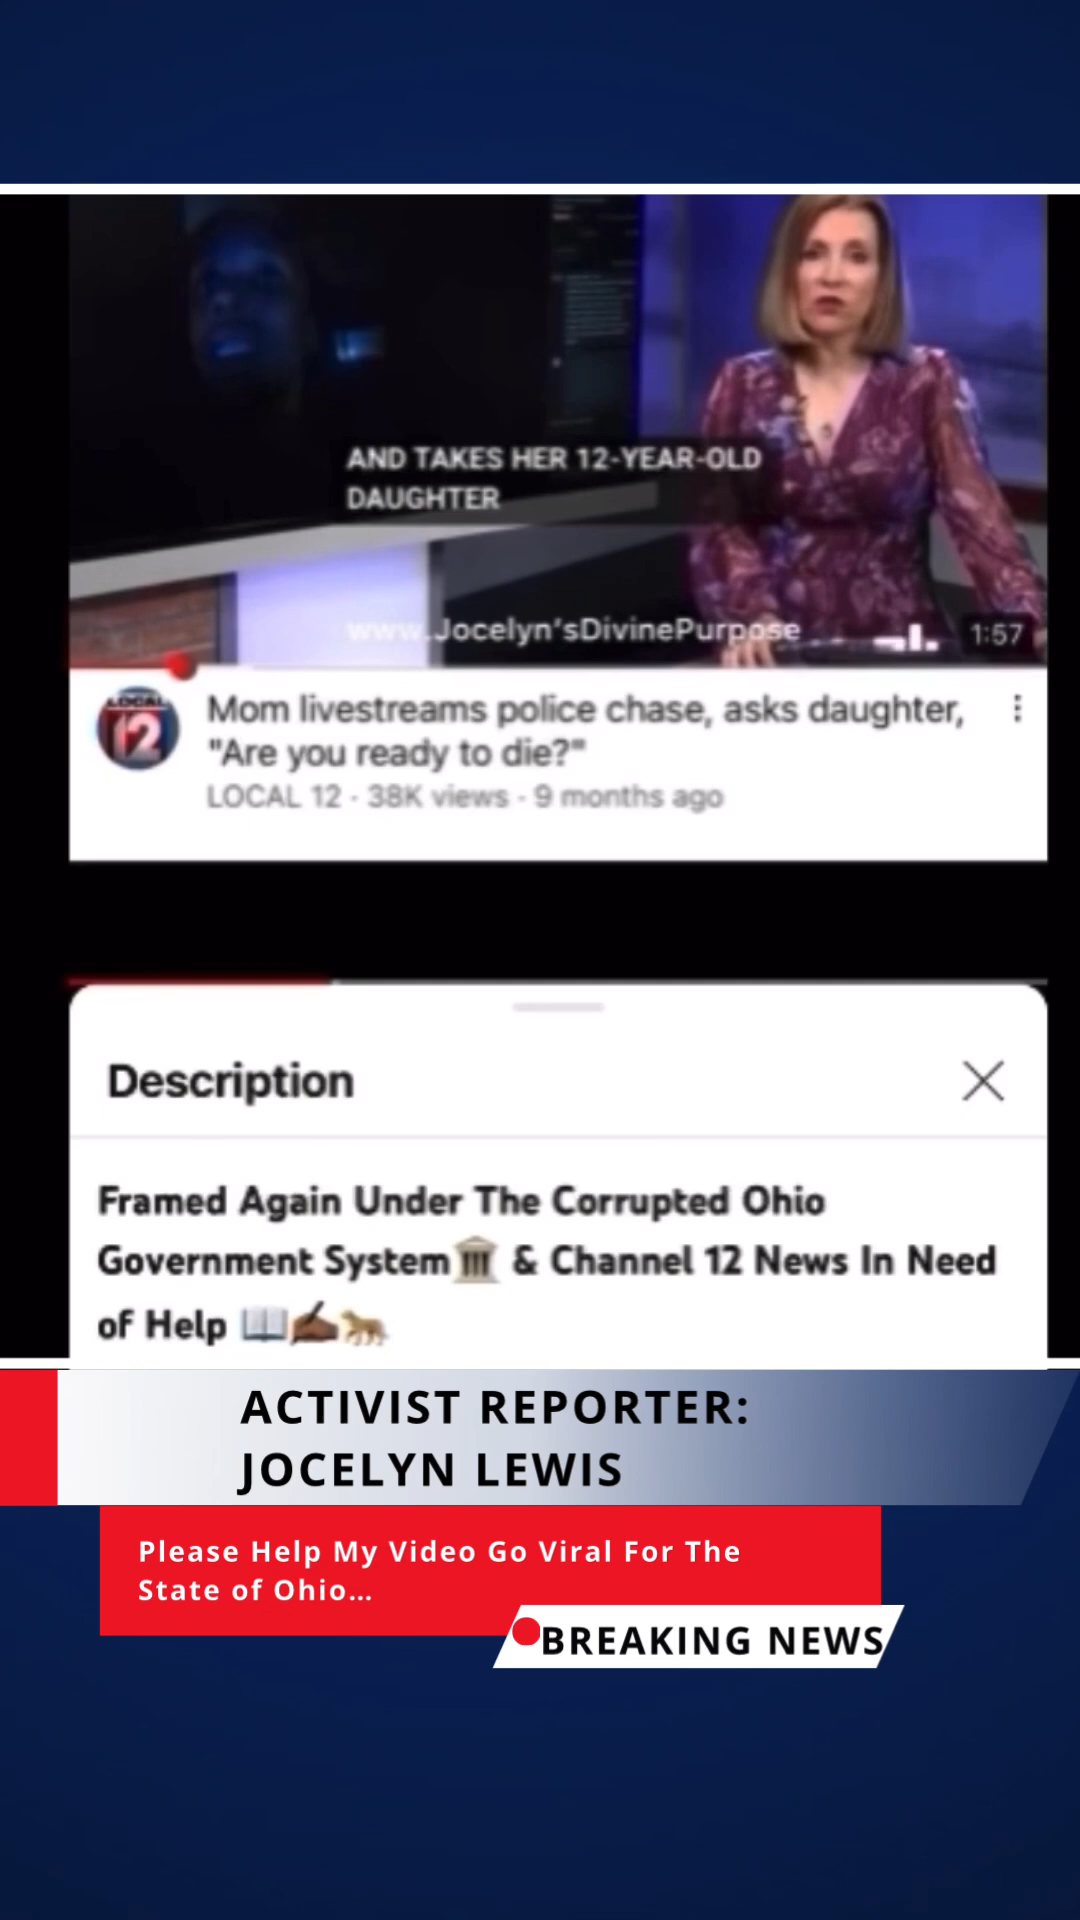 AND TAKES HER 12-YEAR-OLD
DAUGHTER
www.Jocelyn'sDivinePurpose
1:57
LOCAL
12
Mom livestreams police chase, asks daughter,
"Are you ready to die?"
LOCAL 12 · 38K views · 9 months ago
Description
Framed Again Under The Corrupted Ohio
Government System🏛️ & Channel 12 News In Need
of Help 📖✍🏾🐆
ACTIVIST REPORTER:
JOCELYN LEWIS
Please Help My Video Go Viral For The
State of Ohio...
BREAKING NEWS